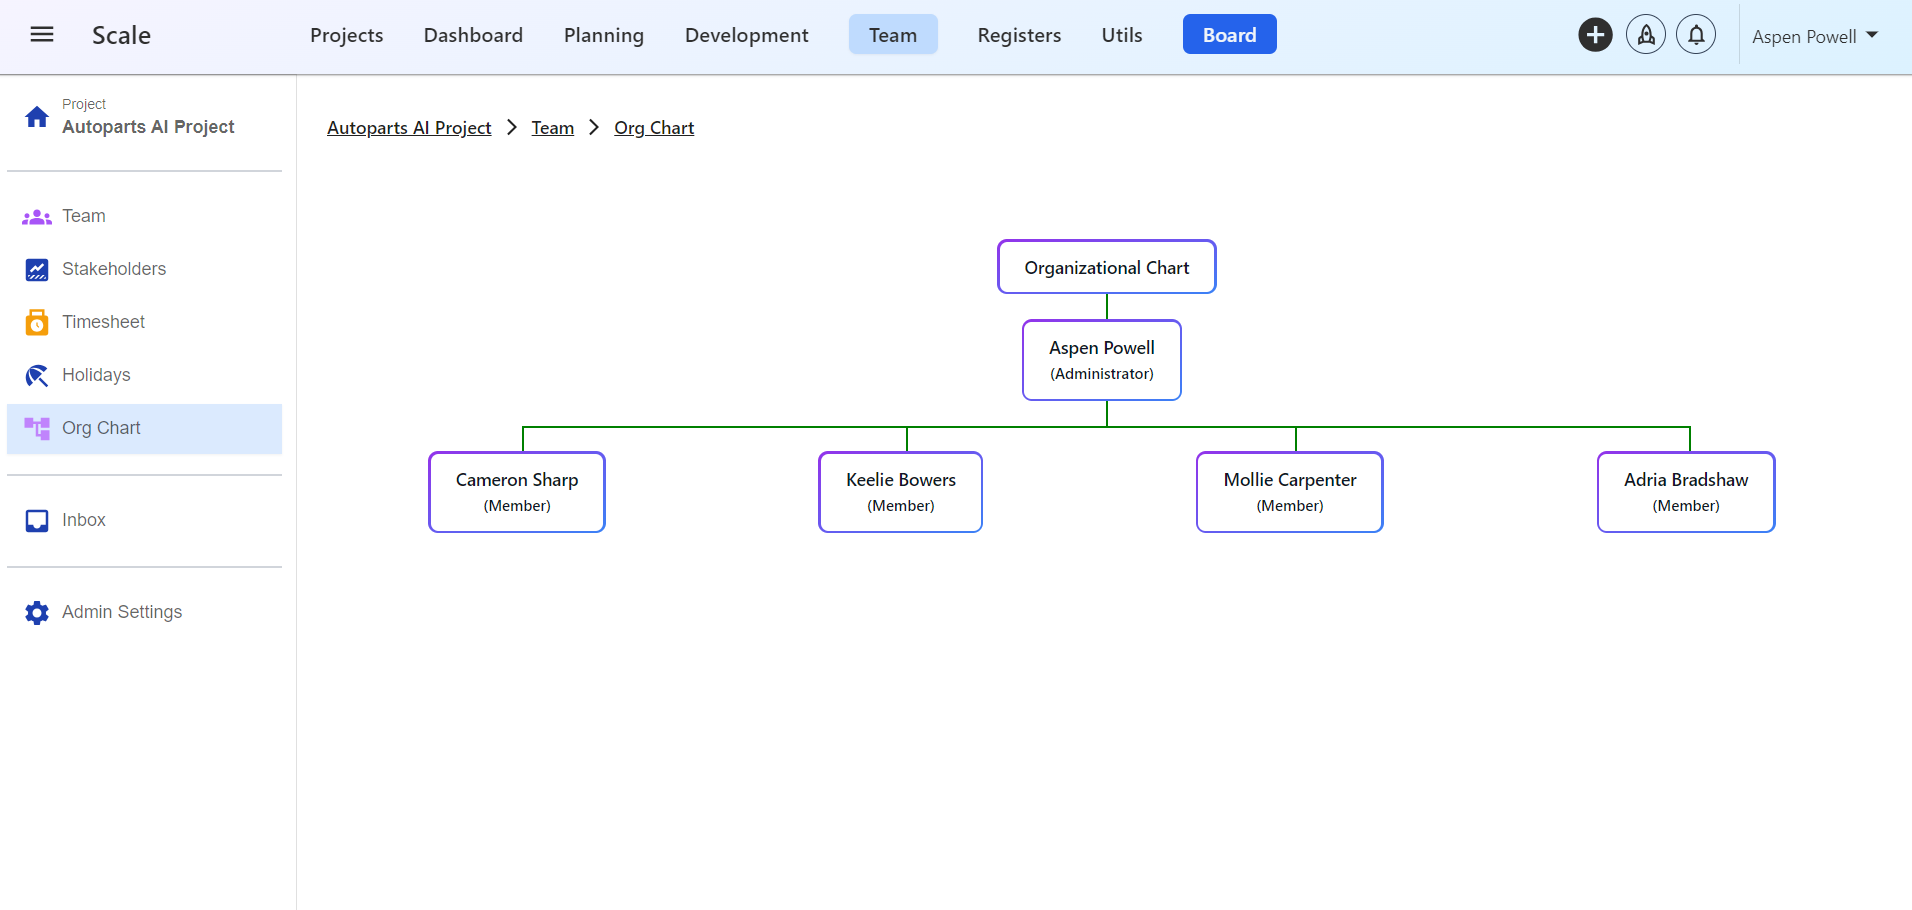 Scale
Projects
Dashboard
Planning
Development
Team
Registers
Utils
Board
Aspen Powell
Project
Autoparts AI Project
Team
Stakeholders
Timesheet
Holidays
Org Chart
Inbox
Admin Settings
Autoparts AI Project > Team > Org Chart
Organizational Chart
Aspen Powell
(Administrator)
Cameron Sharp
(Member)
Keelie Bowers
(Member)
Mollie Carpenter
(Member)
Adria Bradshaw
(Member)